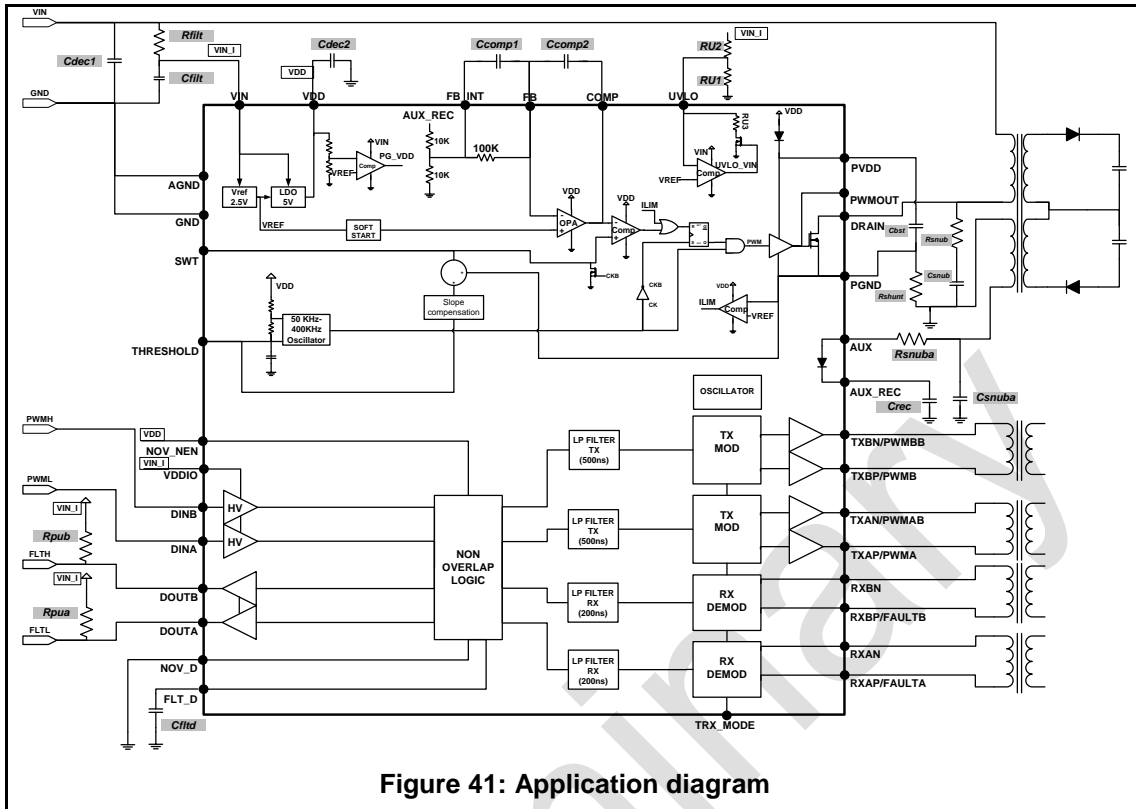 VIN
Rfilt
VIN_I
Cdec1
Cfilt
GND
Cdec2
VDD
Ccomp1
Ccomp2
VIN_I
RU2
RU1
VIN
VDD
FB_INT
FB
COMP
UVLO
AUX_REC
10K
10K
100K
VIN
Comp
PG_VDD
VREF
Vref
2.5V
LDO
5V
VREF
SOFT
START
VDD
OPA
VDD
Comp
ILIM
RU3
VIN
Comp
UVLO_VIN
VREF
VDD
PWM
CKB
CKB
CK
VDD
Comp
ILIM
VREF
AGND
GND
SWT
VDD
50 KHz-
400KHz
Oscillator
Slope
compensation
THRESHOLD
PVDD
PWMOUT
DRAIN
Cbst
Rsnub
Csnub
PGND
Rshunt
AUX
Rsnuba
AUX_REC
Crec
Csnuba
PWMH
VDD
NOV_NEN
VIN_I
VDDIO
PWML
VIN_I
DINB
HV
Rpub
DINA
HV
FLTH
VIN_I
DOUTB
Rpua
DOUTA
FLTL
NOV_D
FLT_D
Cfltd
NON
OVERLAP
LOGIC
LP FILTER
TX
(500ns)
LP FILTER
TX
(500ns)
LP FILTER
RX
(200ns)
LP FILTER
RX
(200ns)
OSCILLATOR
TX
MOD
TX
MOD
RX
DEMOD
RX
DEMOD
TXBN/PWMBB
TXBP/PWMB
TXAN/PWMAB
TXAP/PWMA
RXBN
RXBP/FAULTB
RXAN
RXAP/FAULTA
TRX_MODE
Figure 41: Application diagram